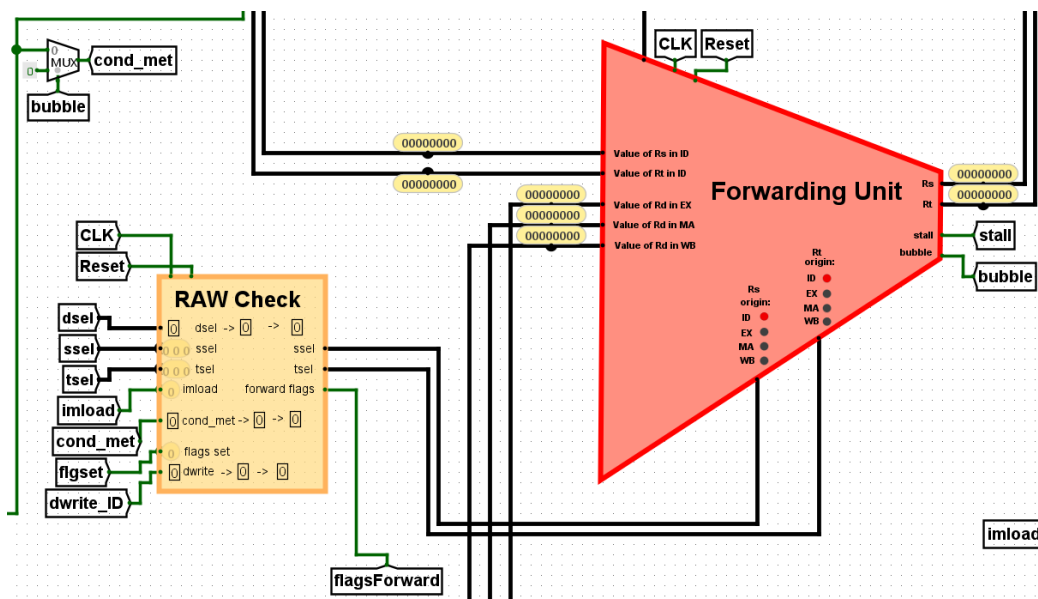 0
MUX
0
cond_met
bubble
CLK
Reset
00000000
00000000
00000000
00000000
00000000
Value of Rs in ID
Value of Rt in ID
Value of Rd in EX
Value of Rd in MA
Value of Rd in WB
Forwarding Unit
00000000
00000000
Rs
Rt
stall
bubble
stall
bubble
Rt
origin:
ID
EX
MA
WB
Rs
origin:
ID
EX
MA
WB
CLK
Reset
RAW Check
dsel
0 dsel -> 0 -> 0
ssel
0 0 0 ssel
ssel
tsel
0 0 0 tsel
tsel
imload
0 imload
forward flags
cond_met
0 cond_met -> 0 -> 0
flgset
0 flags set
dwrite_ID
0 dwrite -> 0 -> 0
flagsForward
imload